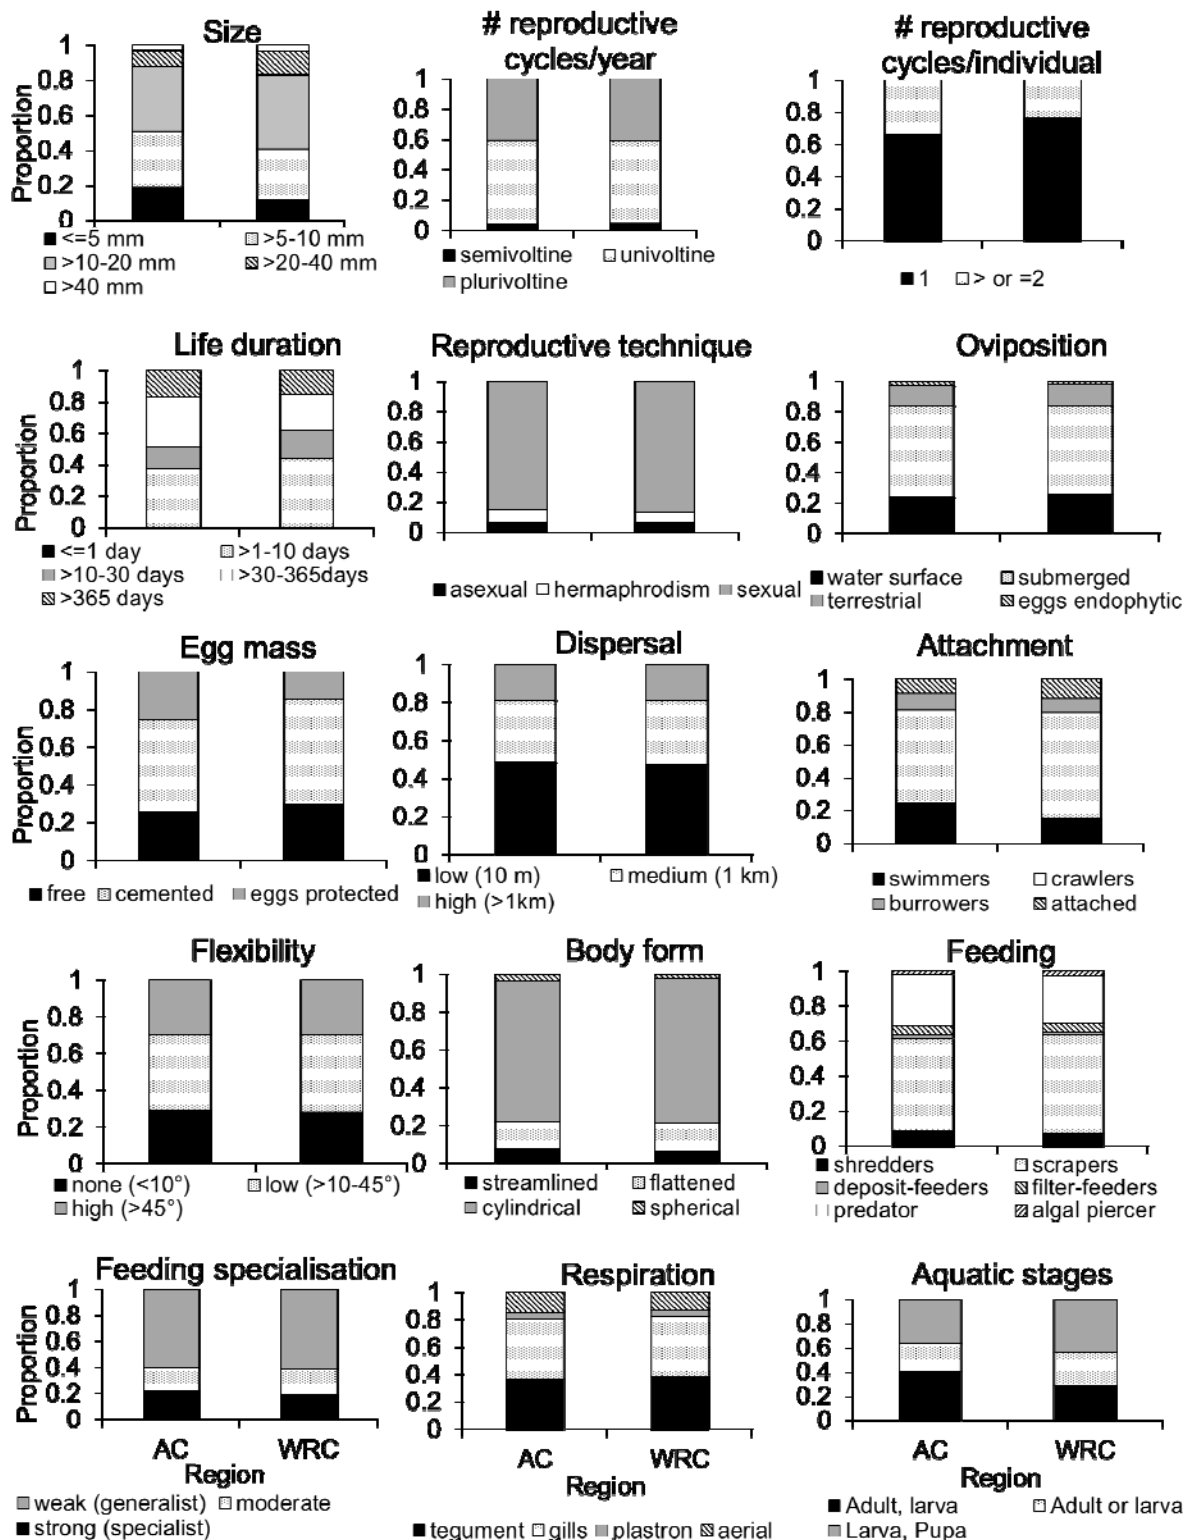 Size
Proportion
1
0.8
0.6
0.4
0.2
0
<=5 mm >5-10 mm
>10-20 mm >20-40 mm
>40 mm
# reproductive
cycles/year
1
0.8
0.6
0.4
0.2
0
semivoltine univoltine
plurivoltine
# reproductive
cycles/individual
1
0.8
0.6
0.4
0.2
0
1 > or =2
Life duration
Proportion
1
0.8
0.6
0.4
0.2
0
<=1 day >1-10 days
>10-30 days >30-365days
>365 days
Reproductive technique
1
0.8
0.6
0.4
0.2
0
asexual hermaphrodism sexual
Oviposition
1
0.8
0.6
0.4
0.2
0
water surface submerged
terrestrial eggs endophytic
Egg mass
Proportion
1
0.8
0.6
0.4
0.2
0
free cemented eggs protected
Dispersal
1
0.8
0.6
0.4
0.2
0
low (10 m) medium (1 km)
high (>1km)
Attachment
1
0.8
0.6
0.4
0.2
0
swimmers crawlers
burrowers attached
Flexibility
Proportion
1
0.8
0.6
0.4
0.2
0
none (<10°) low (>10-45°)
high (>45°)
Body form
1
0.8
0.6
0.4
0.2
0
streamlined flattened
cylindrical spherical
Feeding
1
0.8
0.6
0.4
0.2
0
shredders scrapers
deposit-feeders filter-feeders
predator algal piercer
Feeding specialisation
Proportion
1
0.8
0.6
0.4
0.2
0
AC WRC
Region
weak (generalist) moderate
strong (specialist)
Respiration
1
0.8
0.6
0.4
0.2
0
AC WRC
Region
tegument gills plastron aerial
Aquatic stages
1
0.8
0.6
0.4
0.2
0
AC WRC
Region
Adult, larva Adult or larva
Larva, Pupa